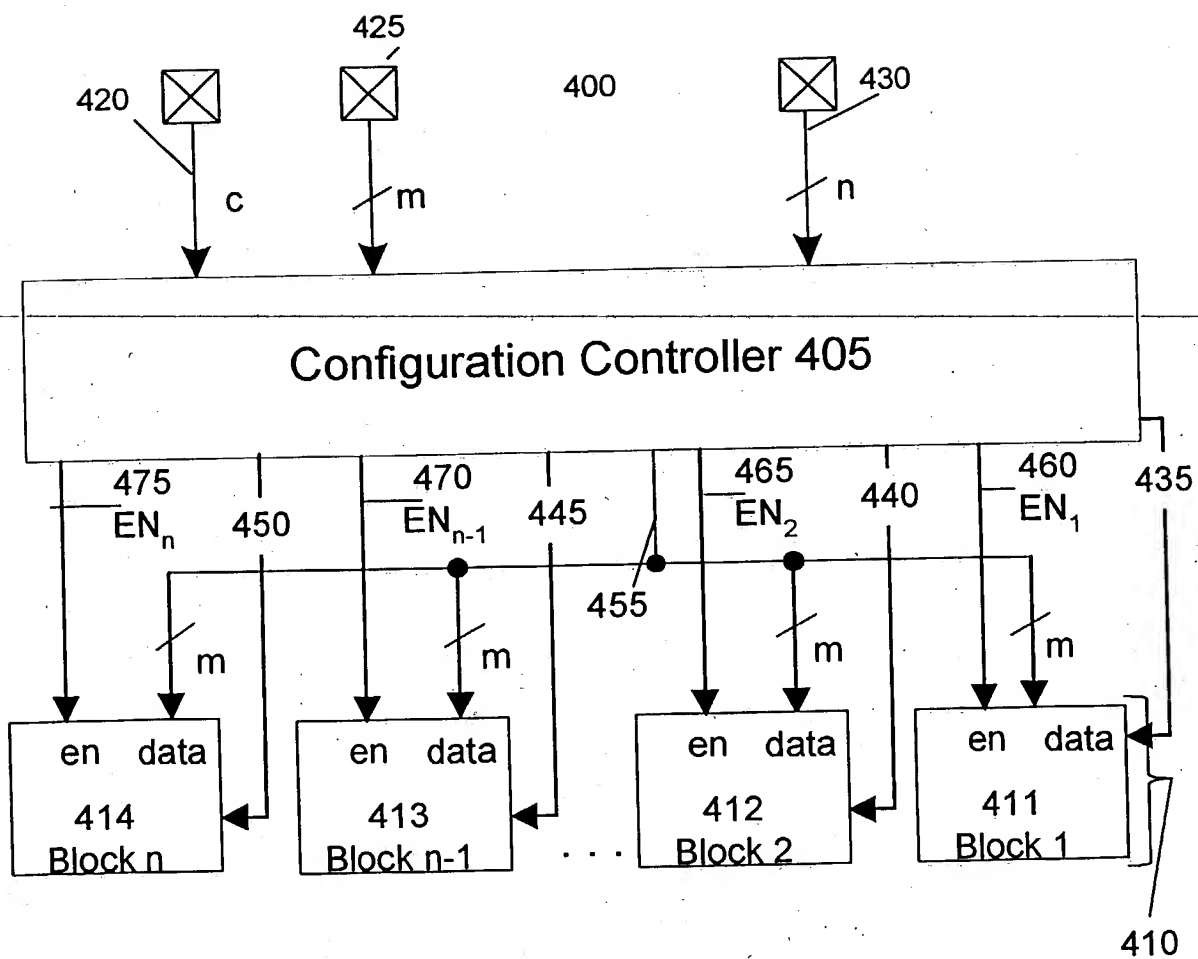 425
420
400
430
c
m
n
Configuration Controller 405
475
EN_n
450
470
EN_{n-1}
445
465
EN_2
440
460
EN_1
435
455
m
m
m
m
en data
414
Block n
en data
413
Block n-1
. . .
en data
412
Block 2
en data
411
Block 1
410